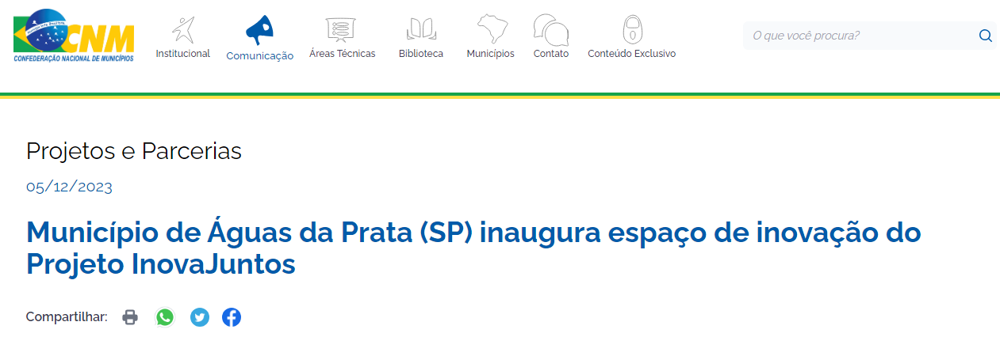 CNM
CONFEDERAÇÃO NACIONAL DE MUNICÍPIOS
Institucional
Comunicação
Áreas Técnicas
Biblioteca
Municípios
Contato
Conteúdo Exclusivo
O que você procura?
Projetos e Parcerias
05/12/2023
Município de Águas da Prata (SP) inaugura espaço de inovação do
Projeto InovaJuntos
Compartilhar: